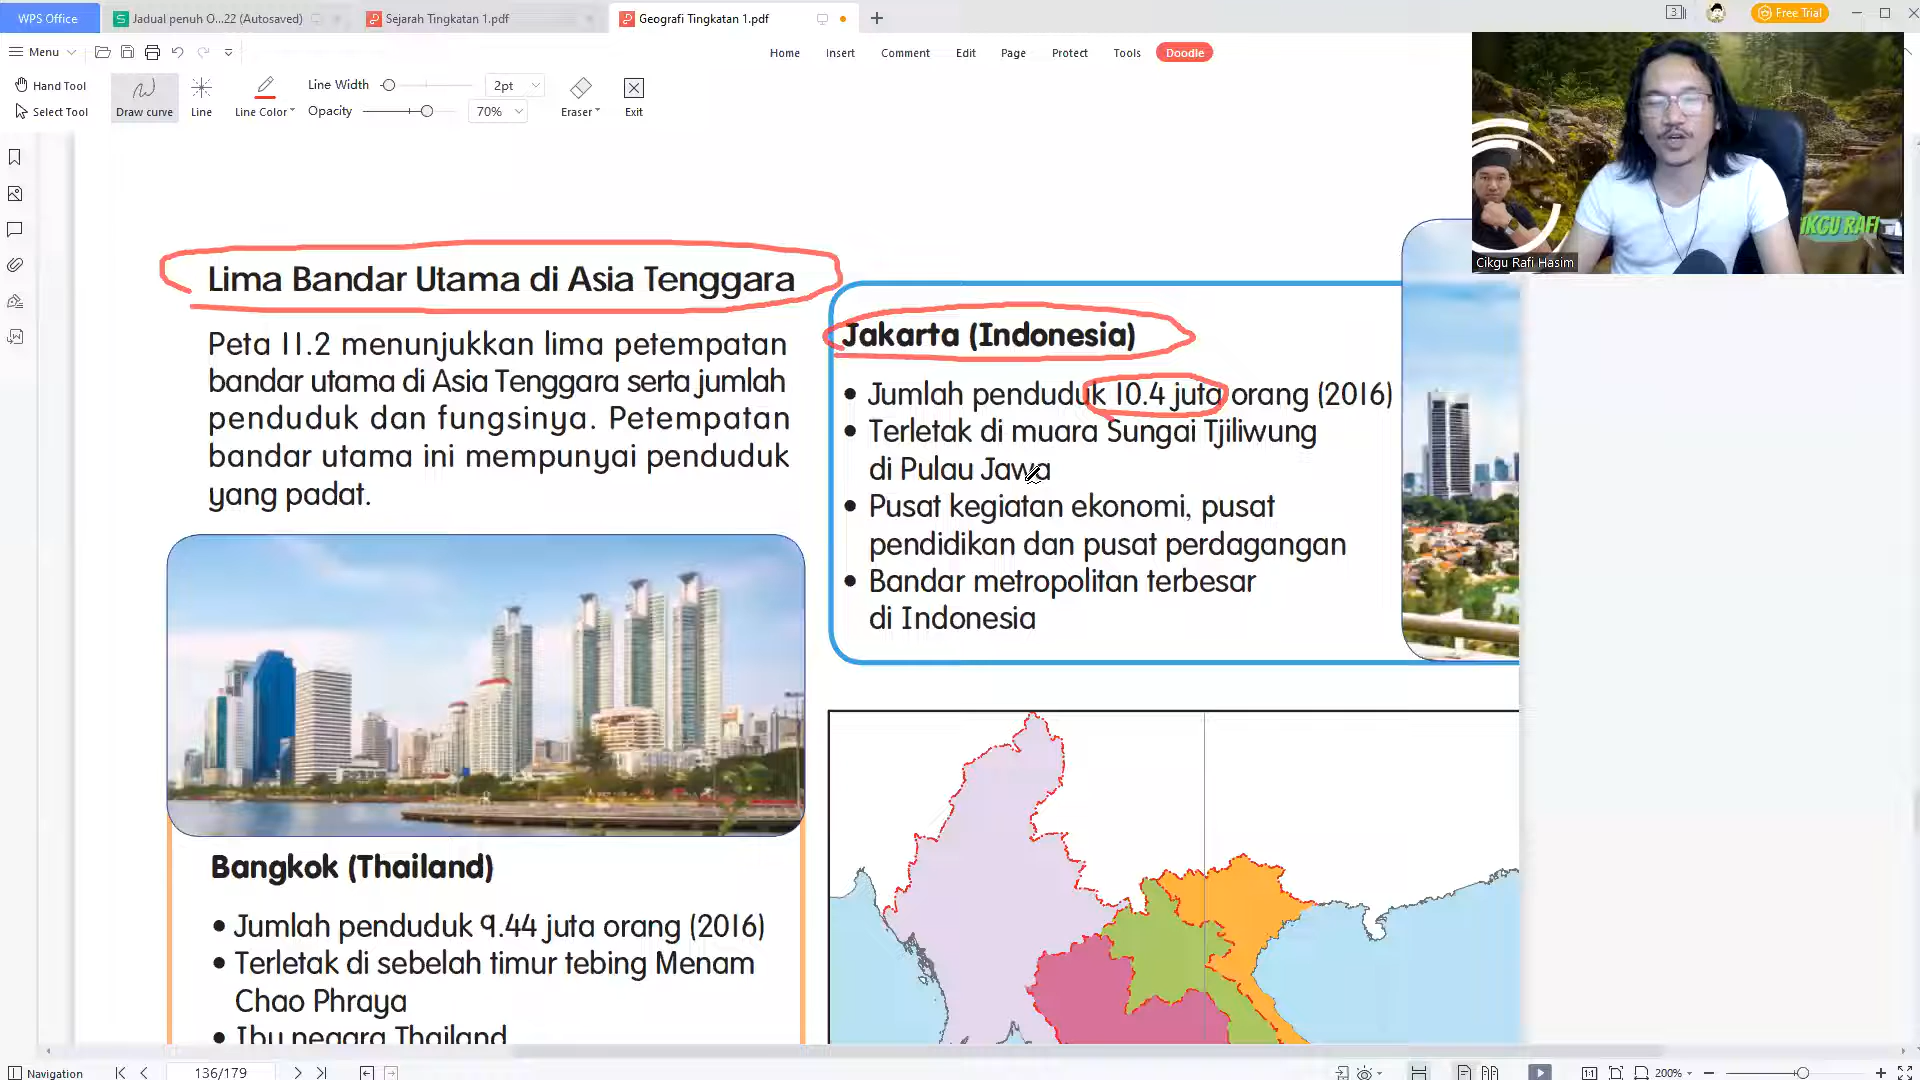 WPS Office
Jadual penuh O...22 (Autosaved)
Sejarah Tingkatan 1.pdf
Geografi Tingkatan 1.pdf
3
Free Trial
Menu
Home
Insert
Comment
Edit
Page
Protect
Tools
Doodle
Hand Tool
Select Tool
Draw curve
Line
Line Color
Line Width
2pt
Opacity
70%
Eraser
Exit
IKGU RAFI
Cikgu Rafi Hasim
Lima Bandar Utama di Asia Tenggara
Peta 11.2 menunjukkan lima petempatan
bandar utama di Asia Tenggara serta jumlah
penduduk dan fungsinya. Petempatan
bandar utama ini mempunyai penduduk
yang padat.
Jakarta (Indonesia)
• Jumlah penduduk 10.4 juta orang (2016)
• Terletak di muara Sungai Tjiliwung
di Pulau Jawa
• Pusat kegiatan ekonomi, pusat
pendidikan dan pusat perdagangan
• Bandar metropolitan terbesar
di Indonesia
Bangkok (Thailand)
• Jumlah penduduk 9.44 juta orang (2016)
• Terletak di sebelah timur tebing Menam
Chao Phraya
• Ibu negara Thailand
Navigation
136/179
1:1
200%